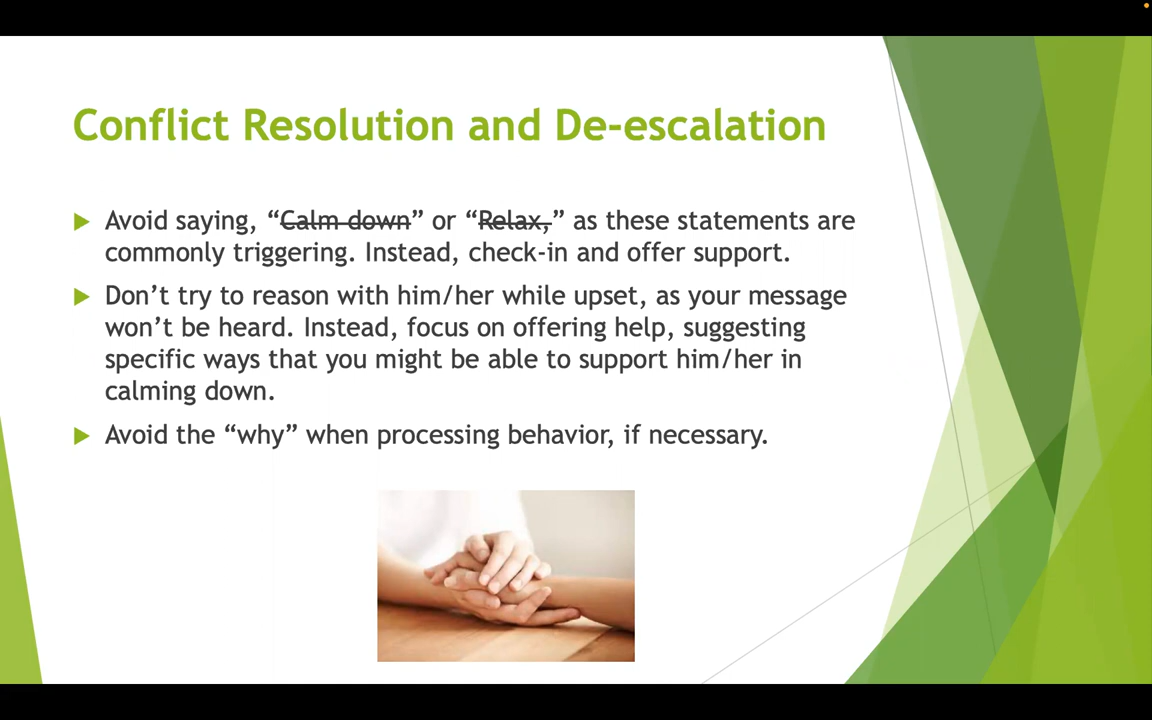 Conflict Resolution and De-escalation
Avoid saying, “Calm down” or “Relax,” as these statements are
commonly triggering. Instead, check-in and offer support.
Don’t try to reason with him/her while upset, as your message
won’t be heard. Instead, focus on offering help, suggesting
specific ways that you might be able to support him/her in
calming down.
Avoid the “why” when processing behavior, if necessary.